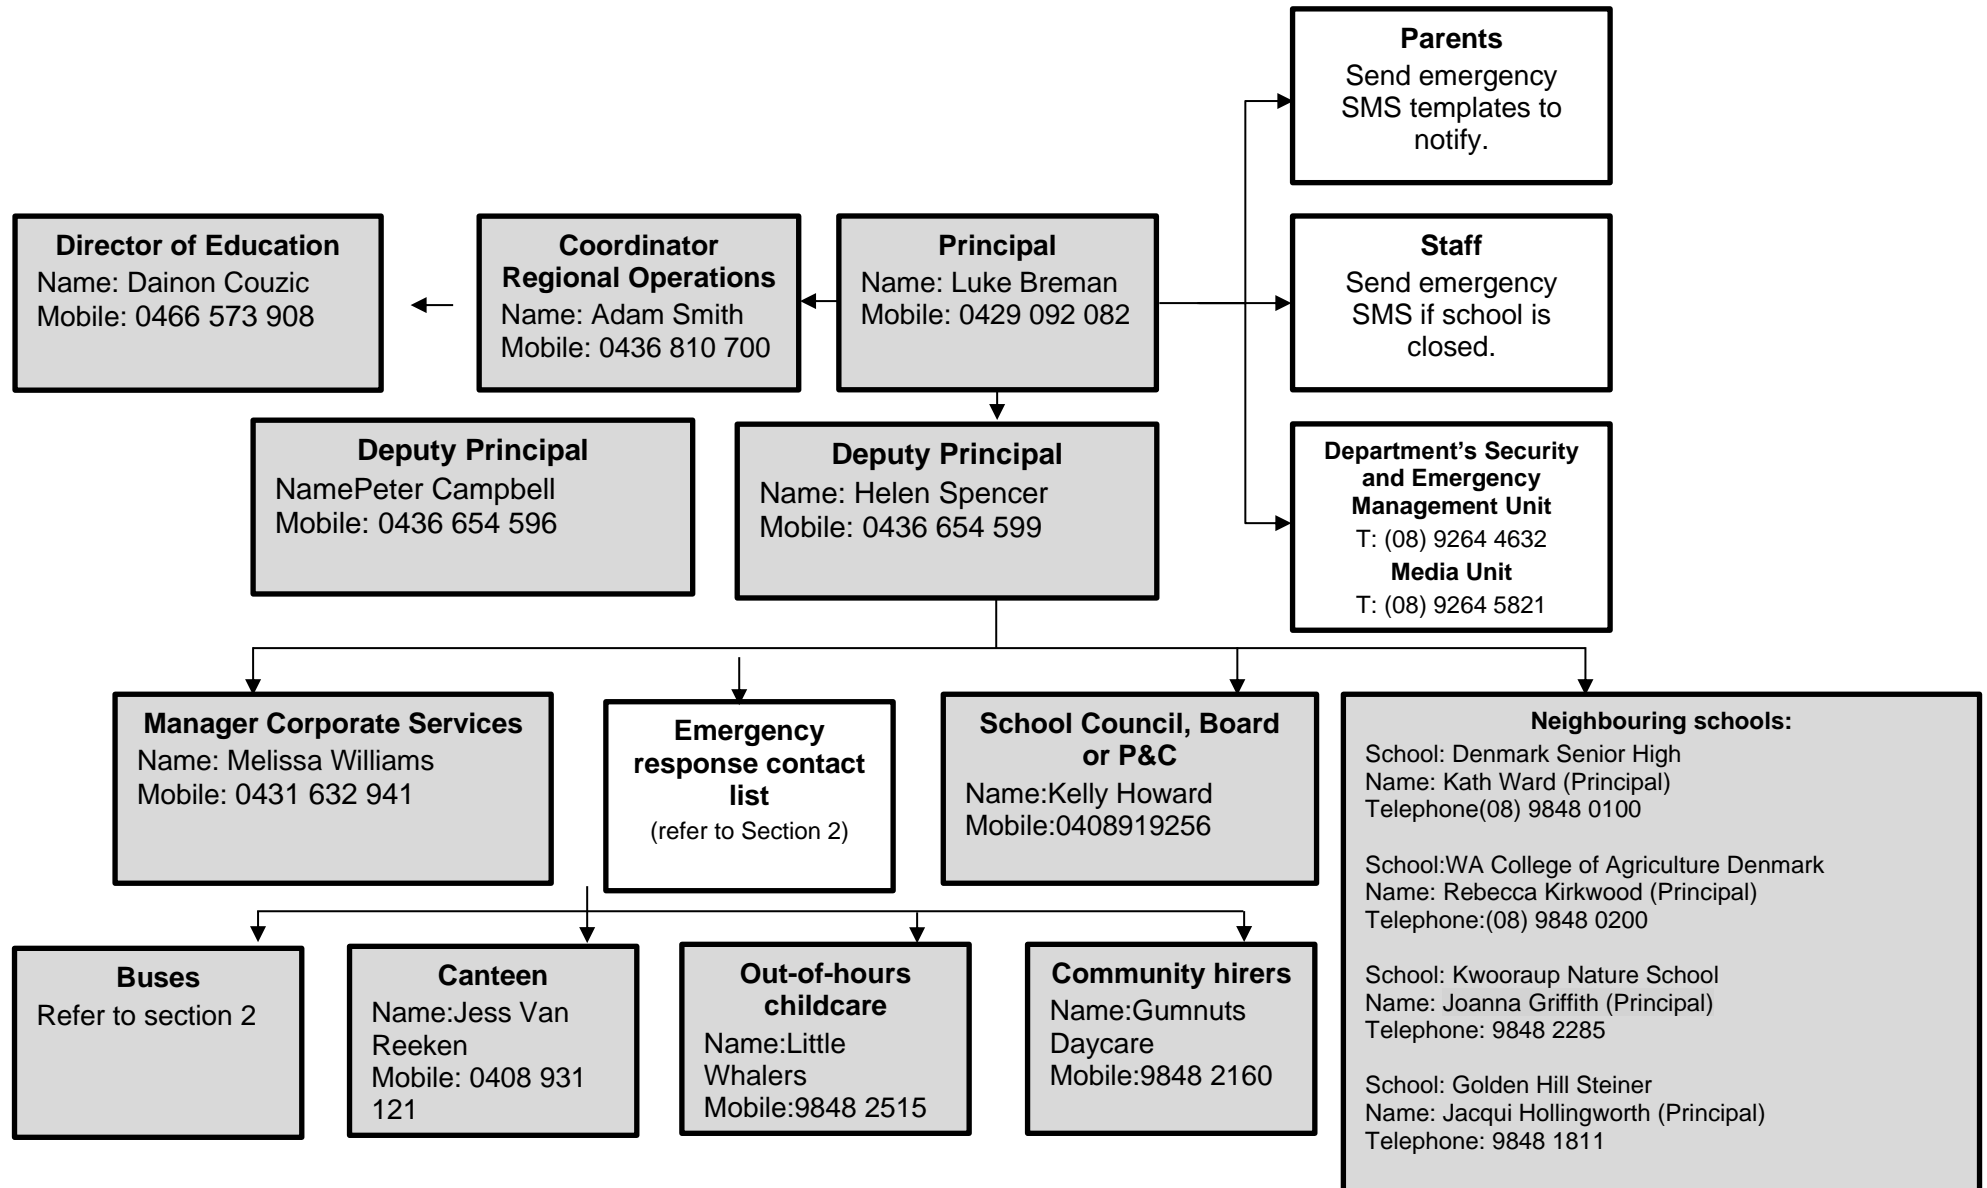 Parents
Send emergency
SMS templates to
notify.
Director of Education
Name: Dainon Couzic
Mobile: 0466 573 908
Coordinator
Regional Operations
Name: Adam Smith
Mobile: 0436 810 700
Principal
Name: Luke Breman
Mobile: 0429 092 082
Staff
Send emergency
SMS if school is
closed.
Deputy Principal
NamePeter Campbell
Mobile: 0436 654 596
Deputy Principal
Name: Helen Spencer
Mobile: 0436 654 599
Department’s Security
and Emergency
Management Unit
T: (08) 9264 4632
Media Unit
T: (08) 9264 5821
Manager Corporate Services
Name: Melissa Williams
Mobile: 0431 632 941
Emergency
response contact
list
(refer to Section 2)
School Council, Board
or P&C
Name:Kelly Howard
Mobile:0408919256
Neighbouring schools:
School: Denmark Senior High
Name: Kath Ward (Principal)
Telephone(08) 9848 0100
School:WA College of Agriculture Denmark
Name: Rebecca Kirkwood (Principal)
Telephone:(08) 9848 0200
School: Kwooraup Nature School
Name: Joanna Griffith (Principal)
Telephone: 9848 2285
School: Golden Hill Steiner
Name: Jacqui Hollingworth (Principal)
Telephone: 9848 1811
Buses
Refer to section 2
Canteen
Name:Jess Van
Reeken
Mobile: 0408 931
121
Out-of-hours
childcare
Name:Little
Whalers
Mobile:9848 2515
Community hirers
Name:Gumnuts
Daycare
Mobile:9848 2160